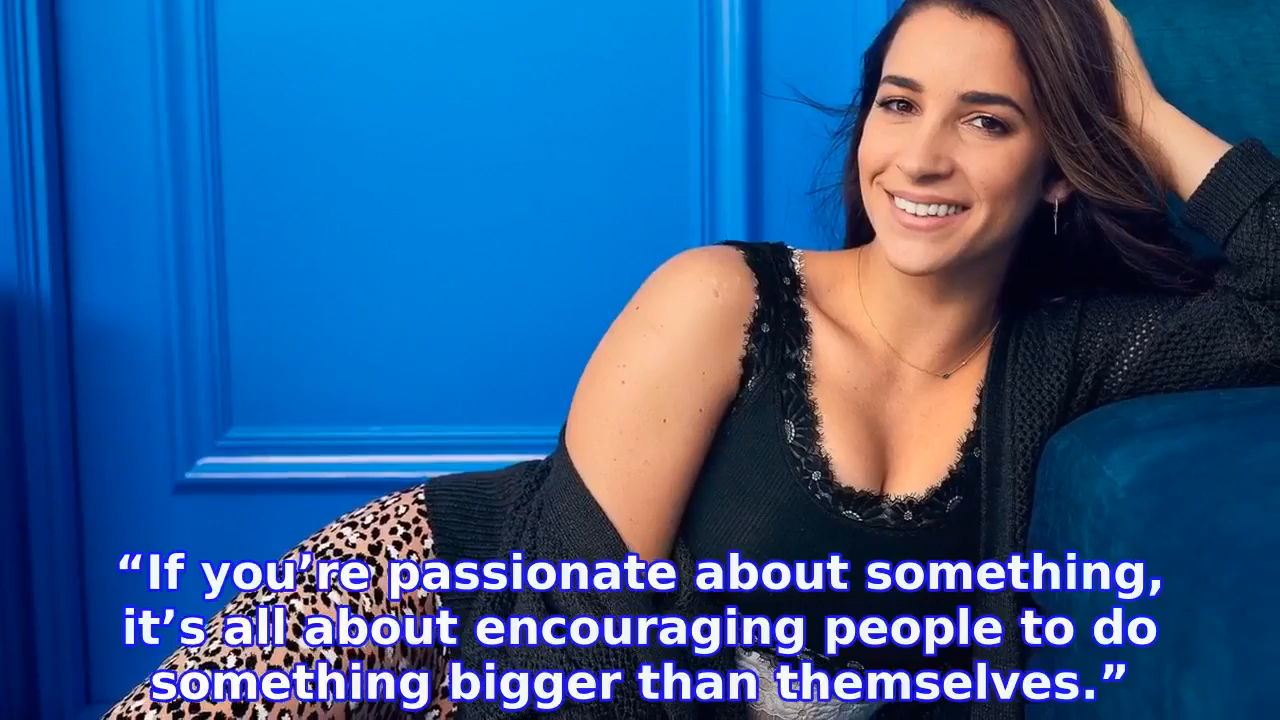 “If you’re passionate about something,
it’s all about encouraging people to do
something bigger than themselves.”